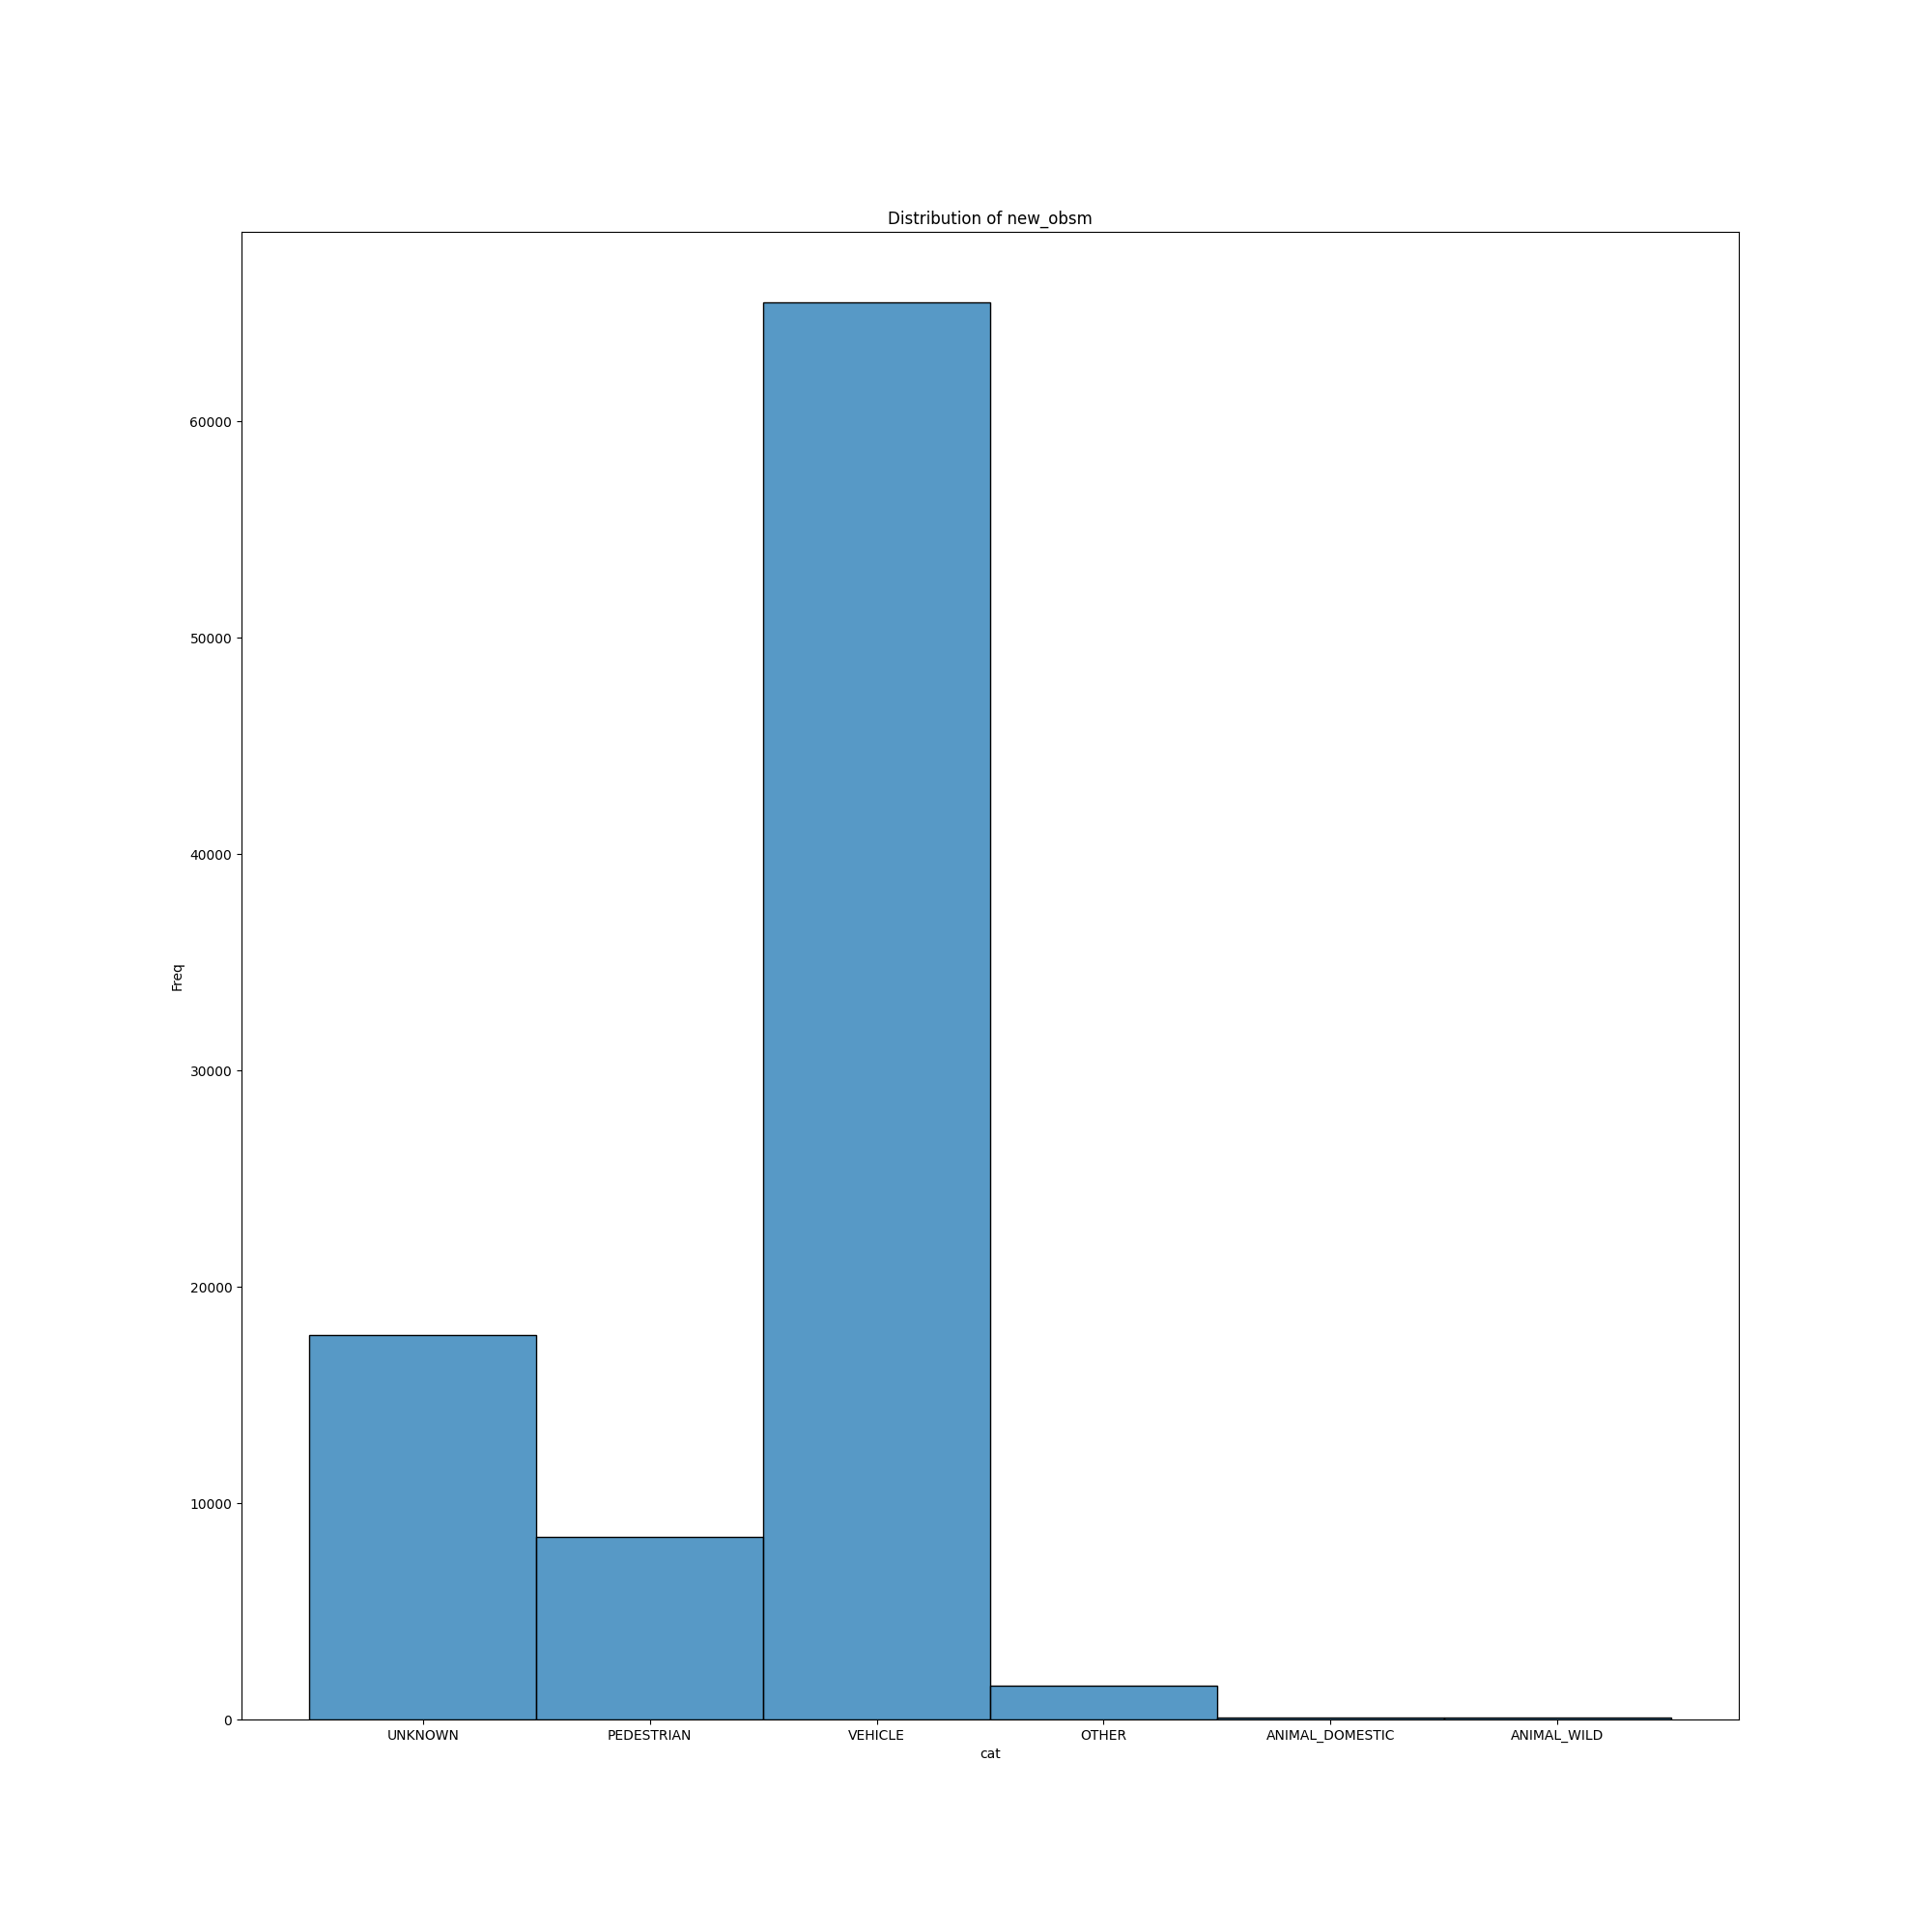 Distribution of new_obsm
60000
50000
40000
30000
20000
10000
0
Freq
UNKNOWN PEDESTRIAN VEHICLE OTHER ANIMAL_DOMESTIC ANIMAL_WILD
cat